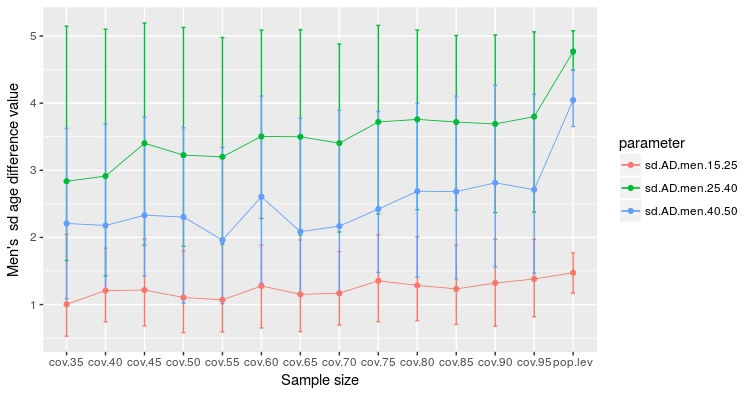 Men's  sd age difference value
5
4
3
2
1
cov.35 cov.40 cov.45 cov.50 cov.55 cov.60 cov.65 cov.70 cov.75 cov.80 cov.85 cov.90 cov.95 pop.lev
Sample size
parameter
sd.AD.men.15.25
sd.AD.men.25.40
sd.AD.men.40.50